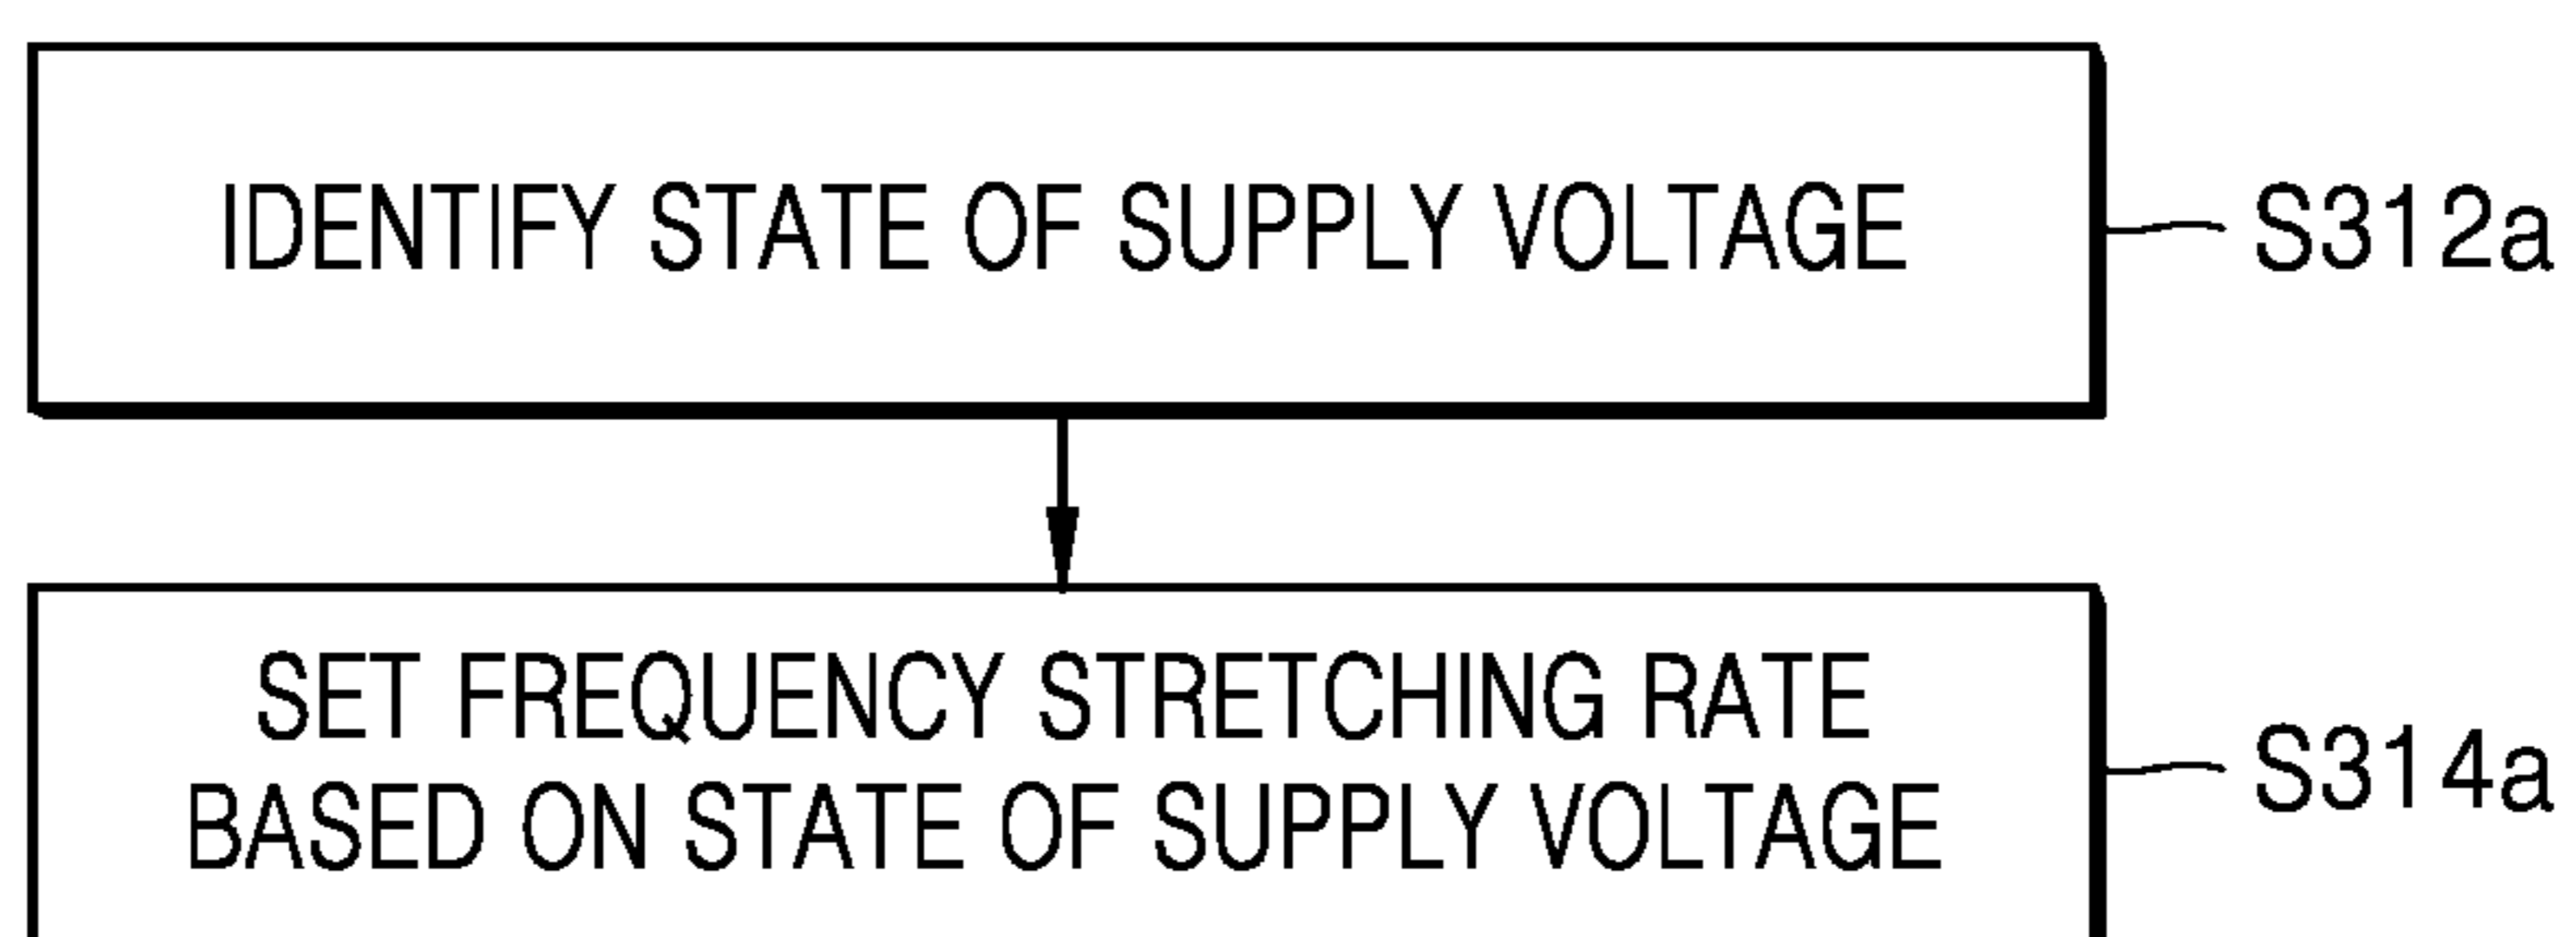 IDENTIFY STATE OF SUPPLY VOLTAGE
S312a
SET FREQUENCY STRETCHING RATE
BASED ON STATE OF SUPPLY VOLTAGE
S314a